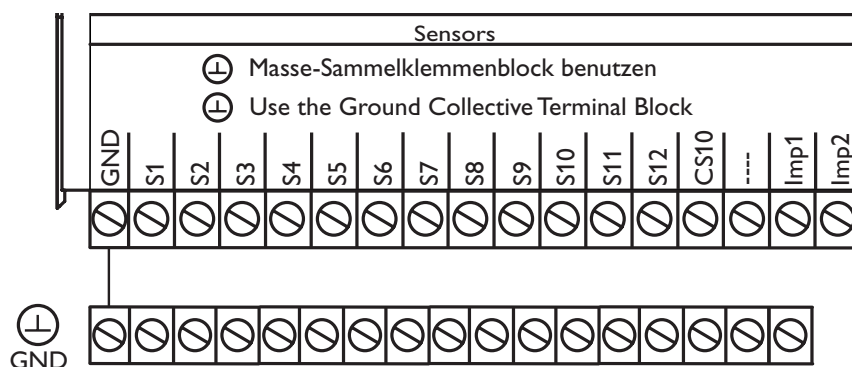 Sensors
Masse-Sammelklemmenblock benutzen
Use the Ground Collective Terminal Block
GND S1 S2 S3 S4 S5 S6 S7 S8 S9 S10 S11 S12 CS10 ---- Imp1 Imp2
GND